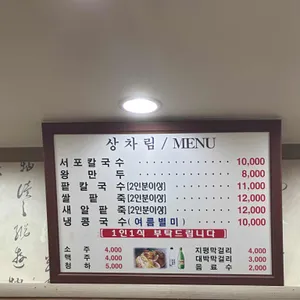 상차림 / MENU
서포칼국수 ············ 10,000
왕만두 ············ 8,000
팥칼국수 [2인분이상] ········ 11,000
쌀팥죽 [2인분이상] ········ 12,000
새알팥죽 [2인분이상] ········ 12,000
냉콩국수 (여름별미) ········ 10,000
1인1식 부탁드립니다
소주 4,000 지평막걸리 4,000
맥주 4,000 대박막걸리 3,000
청하 5,000 음료수 2,000